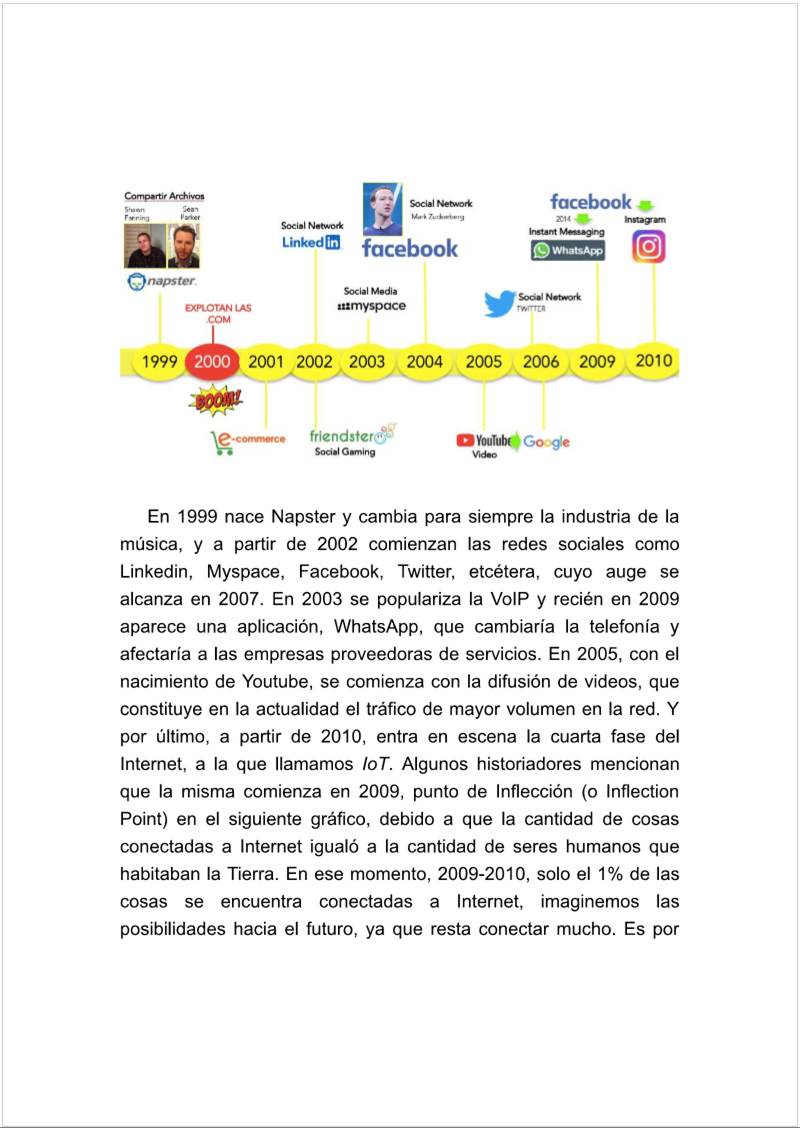 Compartir Archivos
Shawn
Fanning
Sean
Parker
napster.
EXPLOTAN LAS
.COM
Social Network
Linked in
Social Network
Mark Zuckerberg
facebook
Social Media
myspace
Social Network
TWITTER
facebook
2014
Instant Messaging
WhatsApp
Instagram
1999 2000 2001 2002 2003 2004 2005 2006 2009 2010
BOOM!
e-commerce
friendster
Social Gaming
YouTube
Video
Google
En 1999 nace Napster y cambia para siempre la industria de la
música, y a partir de 2002 comienzan las redes sociales como
Linkedin, Myspace, Facebook, Twitter, etcétera, cuyo auge se
alcanza en 2007. En 2003 se populariza la VoIP y recién en 2009
aparece una aplicación, WhatsApp, que cambiaría la telefonía y
afectaría a las empresas proveedoras de servicios. En 2005, con el
nacimiento de Youtube, se comienza con la difusión de videos, que
constituye en la actualidad el tráfico de mayor volumen en la red. Y
por último, a partir de 2010, entra en escena la cuarta fase del
Internet, a la que llamamos IoT. Algunos historiadores mencionan
que la misma comienza en 2009, punto de Inflección (o Inflection
Point) en el siguiente gráfico, debido a que la cantidad de cosas
conectadas a Internet igualó a la cantidad de seres humanos que
habitaban la Tierra. En ese momento, 2009-2010, solo el 1% de las
cosas se encuentra conectadas a Internet, imaginemos las
posibilidades hacia el futuro, ya que resta conectar mucho. Es por